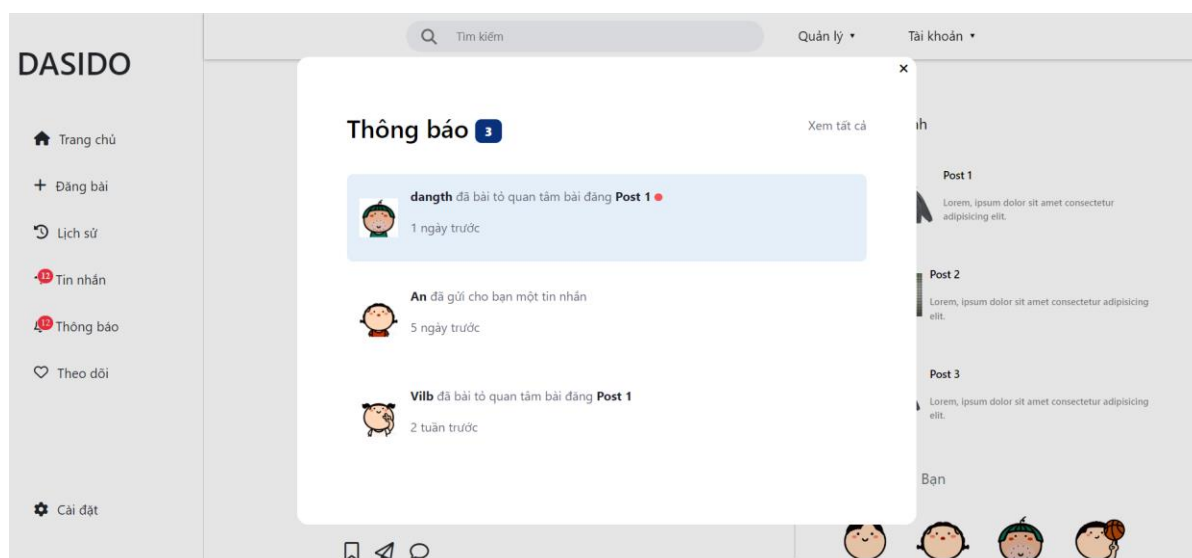 DASIDO
Tìm kiếm
Quản lý
Tài khoản
Trang chủ
Đăng bài
Lịch sử
12
Tin nhắn
12
Thông báo
Theo dõi
Cài đặt
Thông báo 3
Xem tất cả
dangth đã bài tỏ quan tâm bài đăng Post 1
1 ngày trước
An đã gửi cho bạn một tin nhắn
5 ngày trước
Vilb đã bài tỏ quan tâm bài đăng Post 1
2 tuần trước
nh
Post 1
Lorem, ipsum dolor sit amet consectetur
adipisicing elit.
Post 2
Lorem, ipsum dolor sit amet consectetur adipisicing
elit.
Post 3
Lorem, ipsum dolor sit amet consectetur adipisicing
elit.
Bạn